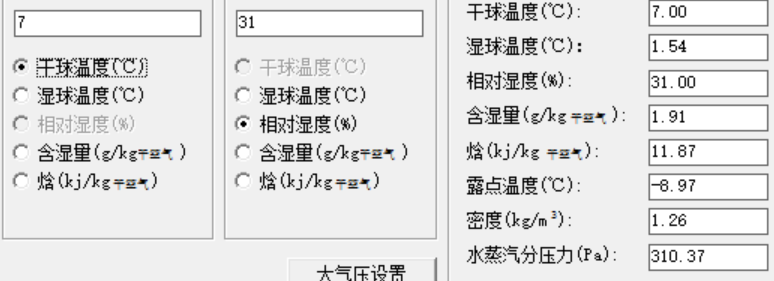 7
干球温度(℃)
湿球温度(℃)
相对湿度(%)
含湿量(g/kg干空气)
焓(kj/kg干空气)
31
干球温度(℃)
湿球温度(℃)
相对湿度(%)
含湿量(g/kg干空气)
焓(kj/kg干空气)
大气压设置
干球温度(℃): 7.00
湿球温度(℃): 1.54
相对湿度(%): 31.00
含湿量(g/kg干空气): 1.91
焓(kj/kg 干空气): 11.87
露点温度(℃): -8.97
密度(kg/m³): 1.26
水蒸汽分压力(Pa): 310.37